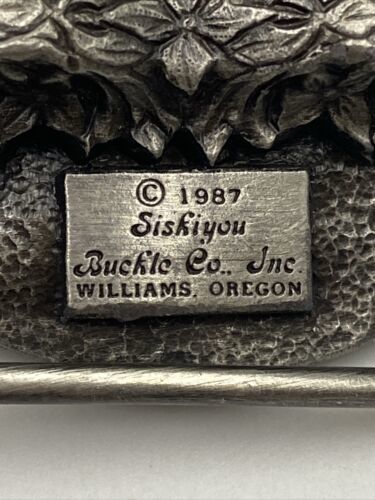 © 1987
Siskiyou
Buckle Co., Inc.
WILLIAMS, OREGON